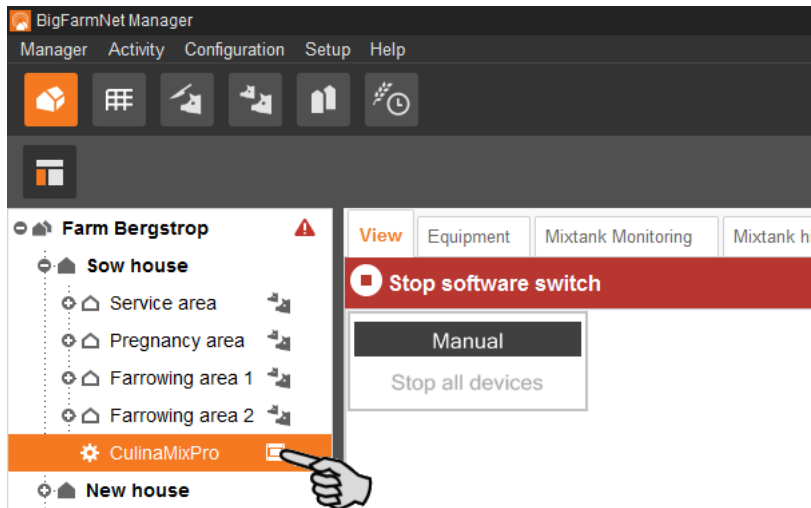 BigFarmNet Manager
Manager Activity Configuration Setup Help
Farm Bergstrop
Sow house
Service area
Pregnancy area
Farrowing area 1
Farrowing area 2
CulinaMixPro
New house
View Equipment Mixtank Monitoring Mixtank h
Stop software switch
Manual
Stop all devices